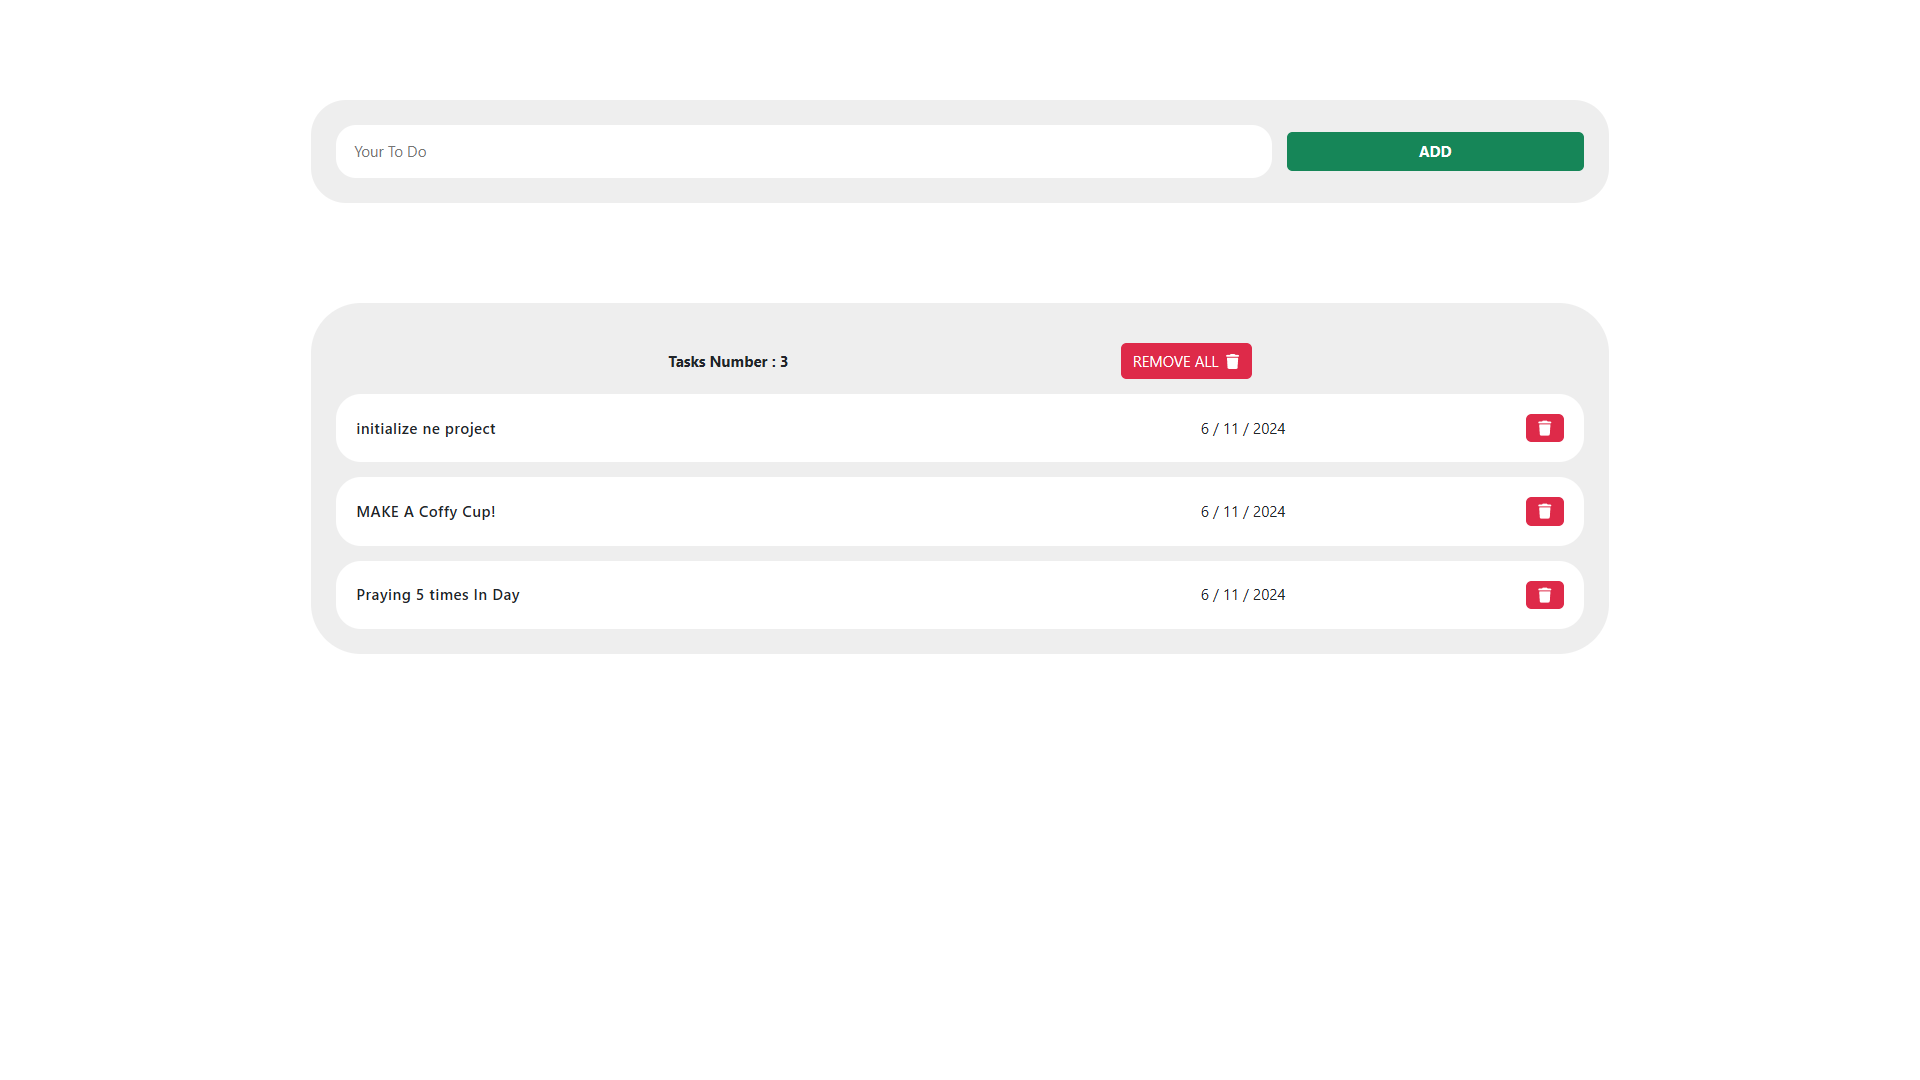 Your To Do
ADD
Tasks Number : 3
REMOVE ALL
initialize ne project
6 / 11 / 2024
MAKE A Coffy Cup!
6 / 11 / 2024
Praying 5 times In Day
6 / 11 / 2024